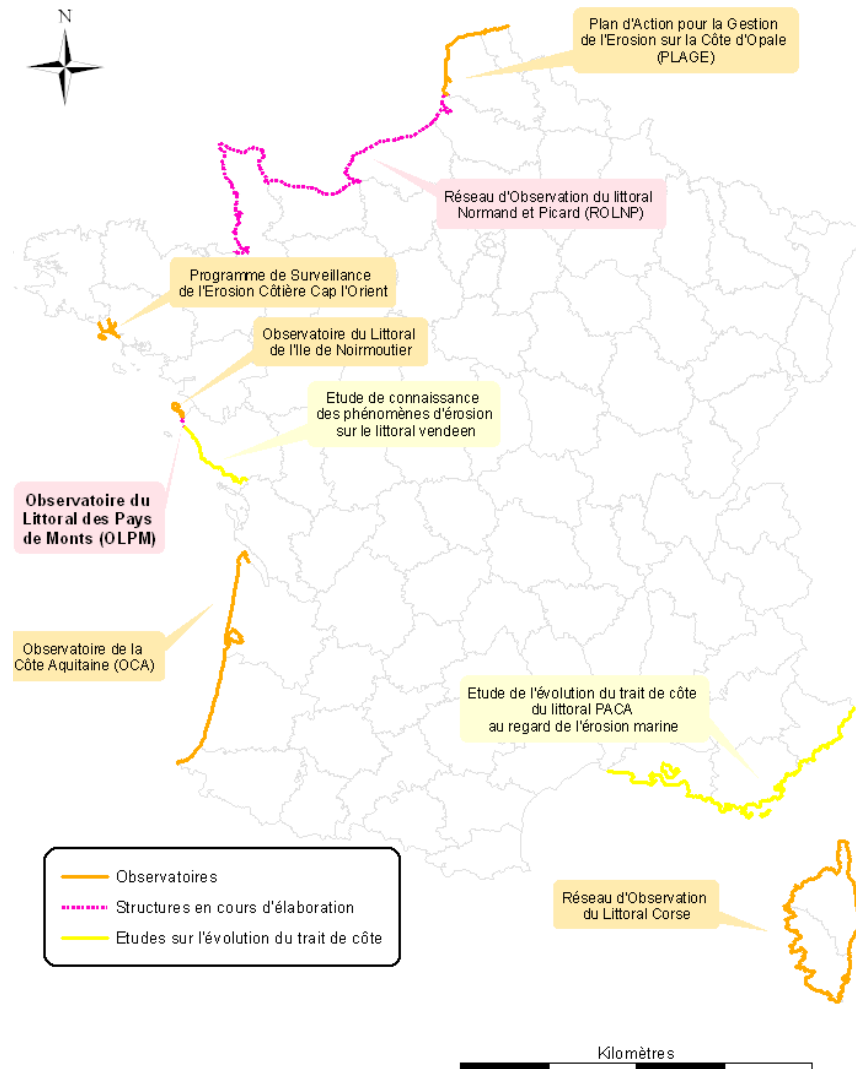 N
Plan d'Action pour la Gestion
de l'Erosion sur la Côte d'Opale
(PLAGE)
Réseau d'Observation du littoral
Normand et Picard (ROLNP)
Programme de Surveillance
de l'Erosion Côtière Cap l'Orient
Observatoire du Littoral
de l'Ile de Noirmoutier
Etude de connaissance
des phénomènes d'érosion
sur le littoral vendeen
Observatoire du
Littoral des Pays
de Monts (OLPM)
Observatoire de la
Côte Aquitaine (OCA)
Etude de l'évolution du trait de côte
du littoral PACA
au regard de l'érosion marine
Réseau d'Observation
du Littoral Corse
Observatoires
Structures en cours d'élaboration
Etudes sur l'évolution du trait de côte
Kilomètres